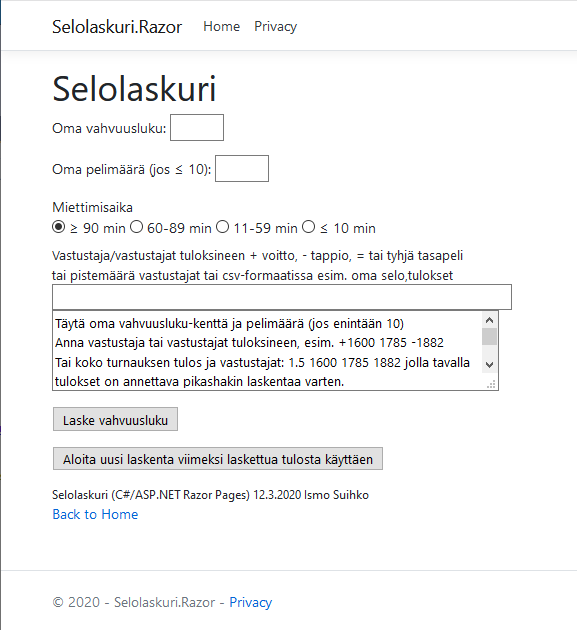 Selolaskuri.Razor Home Privacy
Selolaskuri
Oma vahvuusluku:
Oma pelimäärä (jos ≤ 10):
Miettimisaika
≥ 90 min 60-89 min 11-59 min ≤ 10 min
Vastustaja/vastustajat tuloksineen + voitto, - tappio, = tai tyhjä tasapeli
tai pistemäärä vastustajat tai csv-formaatissa esim. oma selo,tulokset
Täytä oma vahvuusluku-kenttä ja pelimäärä (jos enintään 10)
Anna vastustaja tai vastustajat tuloksineen, esim. +1600 1785 -1882
Tai koko turnauksen tulos ja vastustajat: 1.5 1600 1785 1882 jolla tavalla
tulokset on annettava pikashakin laskentaa varten.
Laske vahvuusluku
Aloita uusi laskenta viimeksi laskettua tulosta käyttäen
Selolaskuri (C#/ASP.NET Razor Pages) 12.3.2020 Ismo Suihko
Back to Home
© 2020 - Selolaskuri.Razor - Privacy